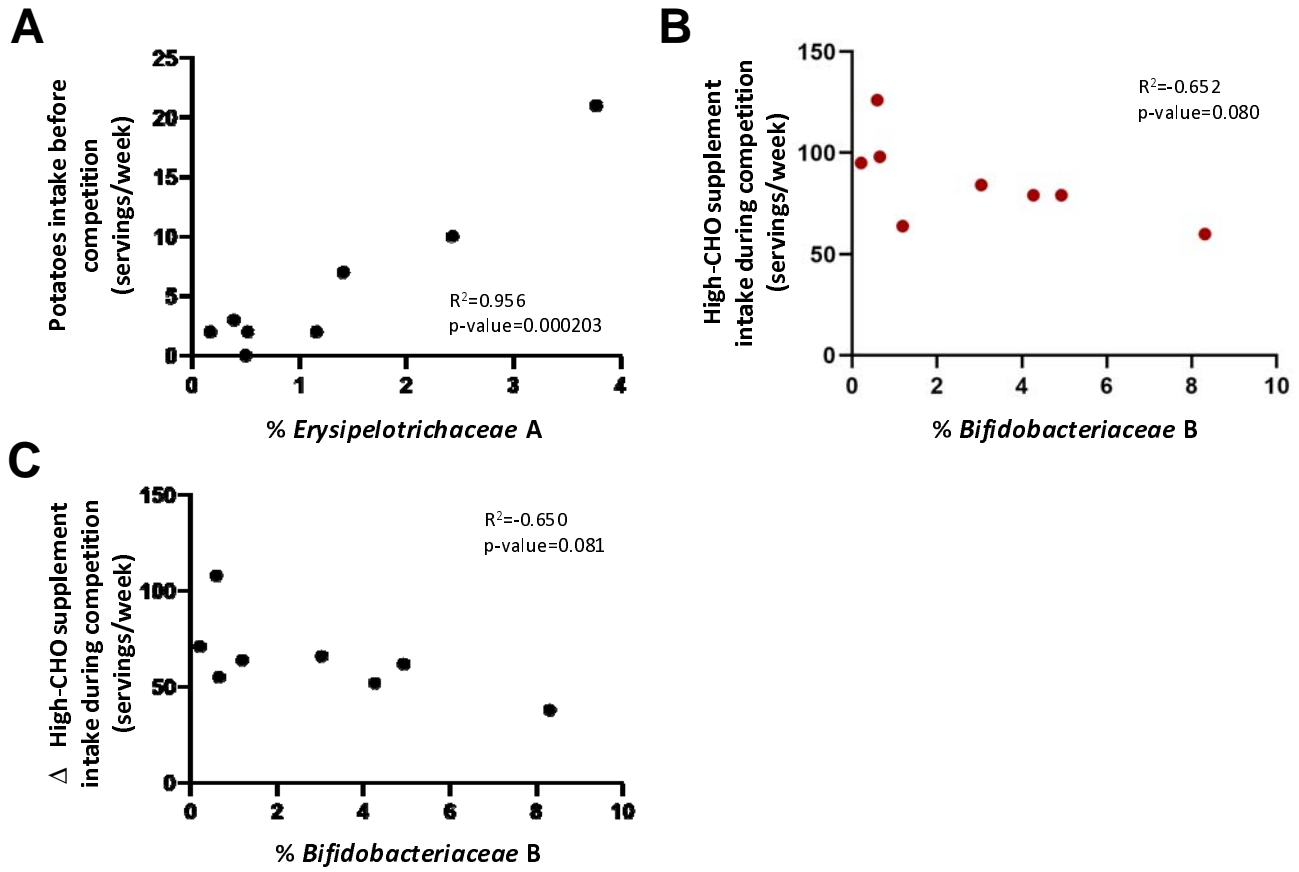 A
Potatoes intake before
competition
(servings/week)
25
20
15
10
5
0
R²=0.956
p-value=0.000203
0 1 2 3 4
% Erysipelotrichaceae A
B
High-CHO supplement
intake during competition
(servings/week)
150
100
50
0
R²=-0.652
p-value=0.080
0 2 4 6 8 10
% Bifidobacteriaceae B
C
Δ High-CHO supplement
intake during competition
(servings/week)
150
100
50
0
R²=-0.650
p-value=0.081
0 2 4 6 8 10
% Bifidobacteriaceae B